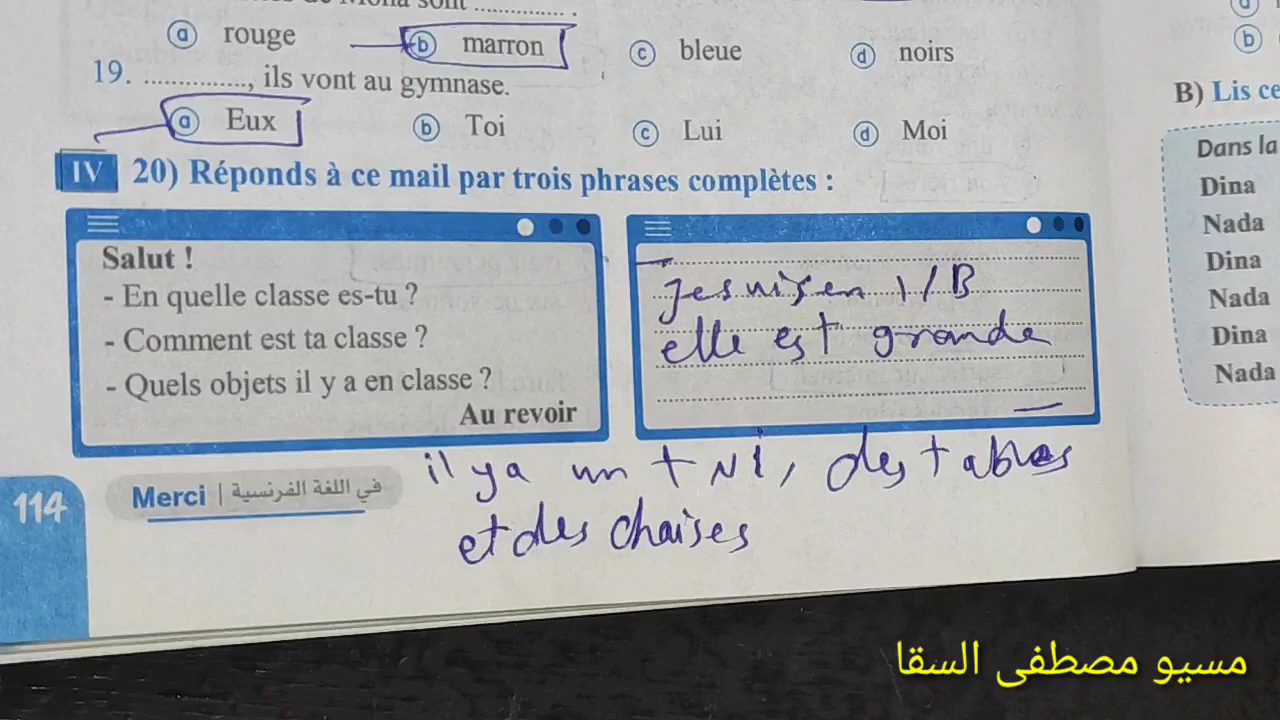 sont ............. .
a rouge b marron c bleue d noirs
19. ............., ils vont au gymnase.
a Eux b Toi c Lui d Moi
IV 20) Réponds à ce mail par trois phrases complètes :
Salut !
- En quelle classe es-tu ?
- Comment est ta classe ?
- Quels objets il y a en classe ?
Au revoir
Je suis en 1/B
elle est grande
il y a un TNI, des tables
et des chaises
114 Merci | في اللغة الفرنسية
B) Lis ce
Dans la
Dina
Nada
Dina
Nada
Dina
Nada
مسيو مصطفى السقا